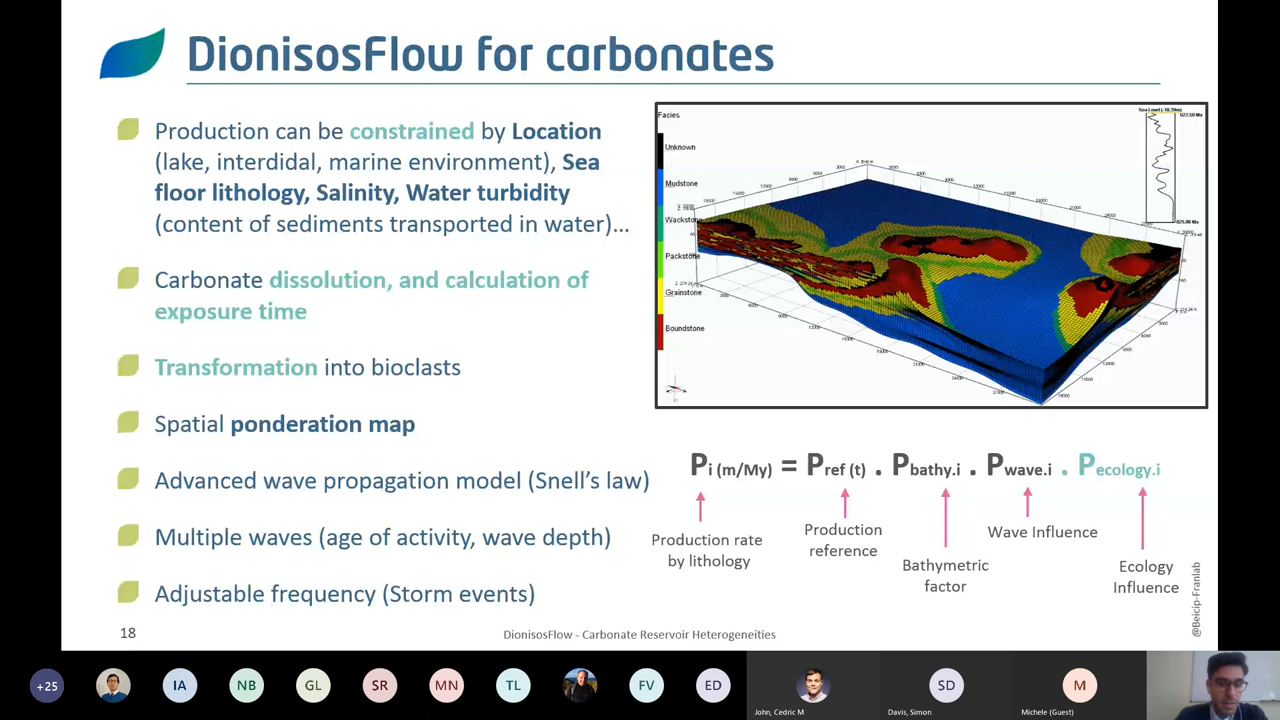 DionisosFlow for carbonates
Production can be constrained by Location
(lake, interdidal, marine environment), Sea
floor lithology, Salinity, Water turbidity
(content of sediments transported in water)…
Carbonate dissolution, and calculation of
exposure time
Transformation into bioclasts
Spatial ponderation map
Advanced wave propagation model (Snell's law)
Multiple waves (age of activity, wave depth)
Adjustable frequency (Storm events)
Facies
Unknown
Mudstone
Wackstone
Packstone
Grainstone
Boundstone
Pi (m/My) = Pref (t) . Pbathy.i . Pwave.i . Pecology.i
Production rate
by lithology
Production
reference
Bathymetric
factor
Wave Influence
Ecology
Influence
@Beicip-Franlab
18
DionisosFlow - Carbonate Reservoir Heterogeneities
+25
IA
NB
GL
SR
MN
TL
FV
ED
John, Cedric M
SD
Davis, Simon
M
Michele (Guest)